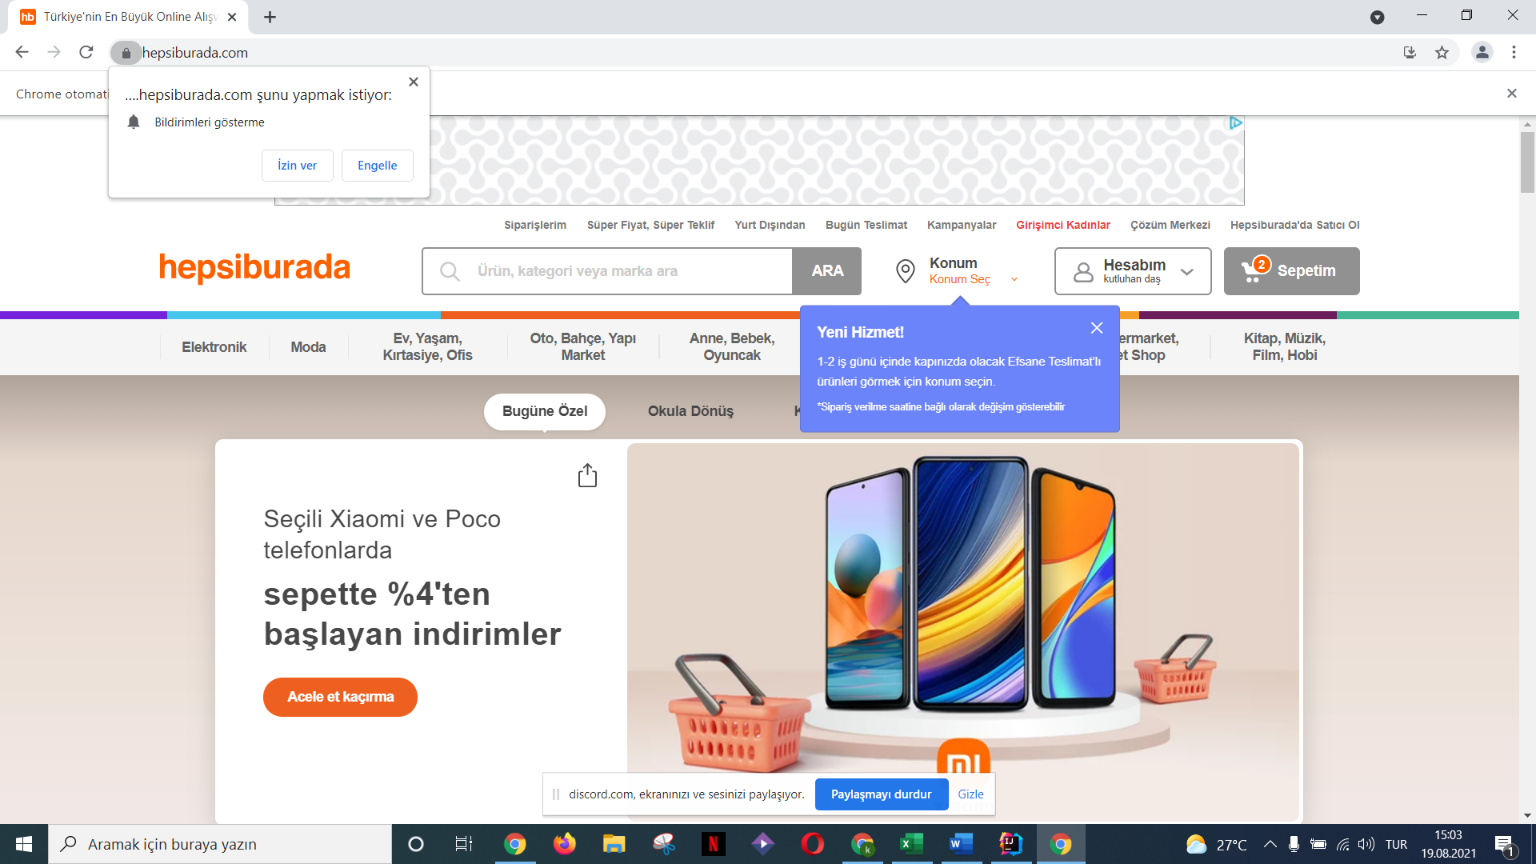 hb Türkiye'nin En Büyük Online Alışv
hepsiburada.com
Chrome otomati
....hepsiburada.com şunu yapmak istiyor:
Bildirimleri gösterme
İzin ver
Engelle
Siparişlerim
Süper Fiyat, Süper Teklif
Yurt Dışından
Bugün Teslimat
Kampanyalar
Girişimci Kadınlar
Çözüm Merkezi
Hepsiburada'da Satıcı Ol
hepsiburada
Ürün, kategori veya marka ara
ARA
Konum
Konum Seç
Hesabım
kutluhan daş
2
Sepetim
Elektronik
Moda
Ev, Yaşam,
Kırtasiye, Ofis
Oto, Bahçe, Yapı
Market
Anne, Bebek,
Oyuncak
ermarket,
et Shop
Kitap, Müzik,
Film, Hobi
Yeni Hizmet!
1-2 iş günü içinde kapınızda olacak Efsane Teslimat'lı
ürünleri görmek için konum seçin.
*Sipariş verilme saatine bağlı olarak değişim gösterebilir
Bugüne Özel
Okula Dönüş
Seçili Xiaomi ve Poco
telefonlarda
sepette %4'ten
başlayan indirimler
Acele et kaçırma
discord.com, ekranınızı ve sesinizi paylaşıyor.
Paylaşmayı durdur
Gizle
Aramak için buraya yazın
27°C
TUR
15:03
19.08.2021
1